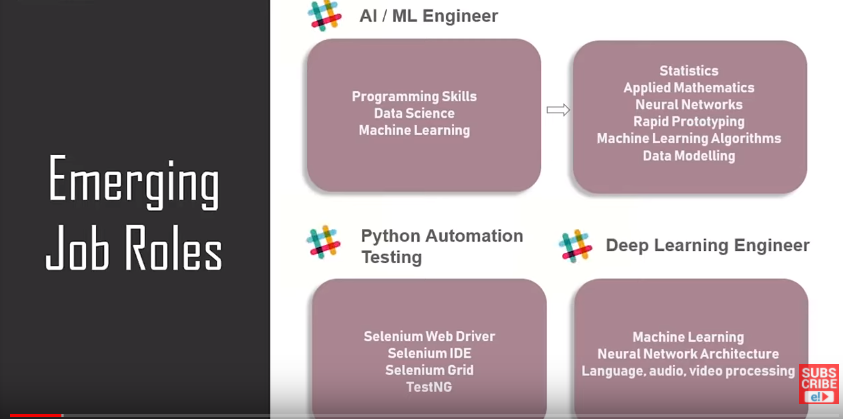 Emerging
Job Roles
AI / ML Engineer
Programming Skills
Data Science
Machine Learning
Statistics
Applied Mathematics
Neural Networks
Rapid Prototyping
Machine Learning Algorithms
Data Modelling
Python Automation
Testing
Selenium Web Driver
Selenium IDE
Selenium Grid
TestNG
Deep Learning Engineer
Machine Learning
Neural Network Architecture
Language, audio, video processing
SUBS
CRIBE
e!